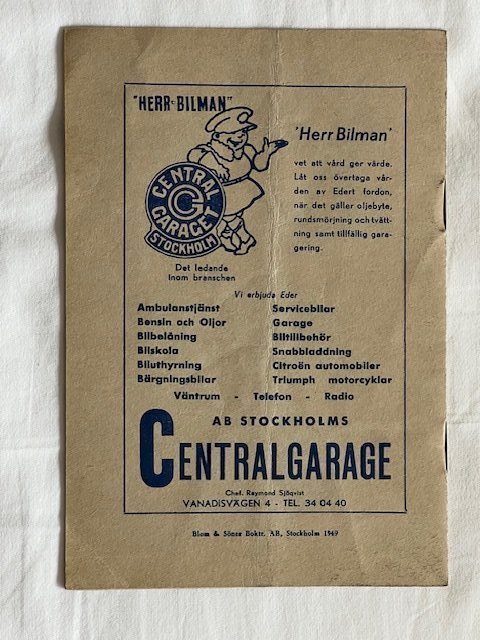 "HERR·BILMAN"
'Herr Bilman'
vet att vård ger värde.
Låt oss övertaga vår-
den av Edert fordon,
när det gäller oljebyte,
rundsmörjning och tvätt-
ning samt tillfällig gara-
gering.
CENTRAL
CG
GARAGET
STOCKHOLM
Det ledande
inom branschen
Vi erbjuda Eder
Ambulanstjänst
Bensin och Oljor
Bilbelåning
Bilskola
Biluthyrning
Bärgningsbilar
Servicebilar
Garage
Biltillbehör
Snabbladdning
Citroën automobiler
Triumph motorcyklar
Väntrum - Telefon - Radio
AB STOCKHOLMS
CENTRALGARAGE
Chef. Raymond Sjöqvist
VANADISVÄGEN 4 - TEL. 34 04 40
Blom & Söner Boktr. AB, Stockholm 1949